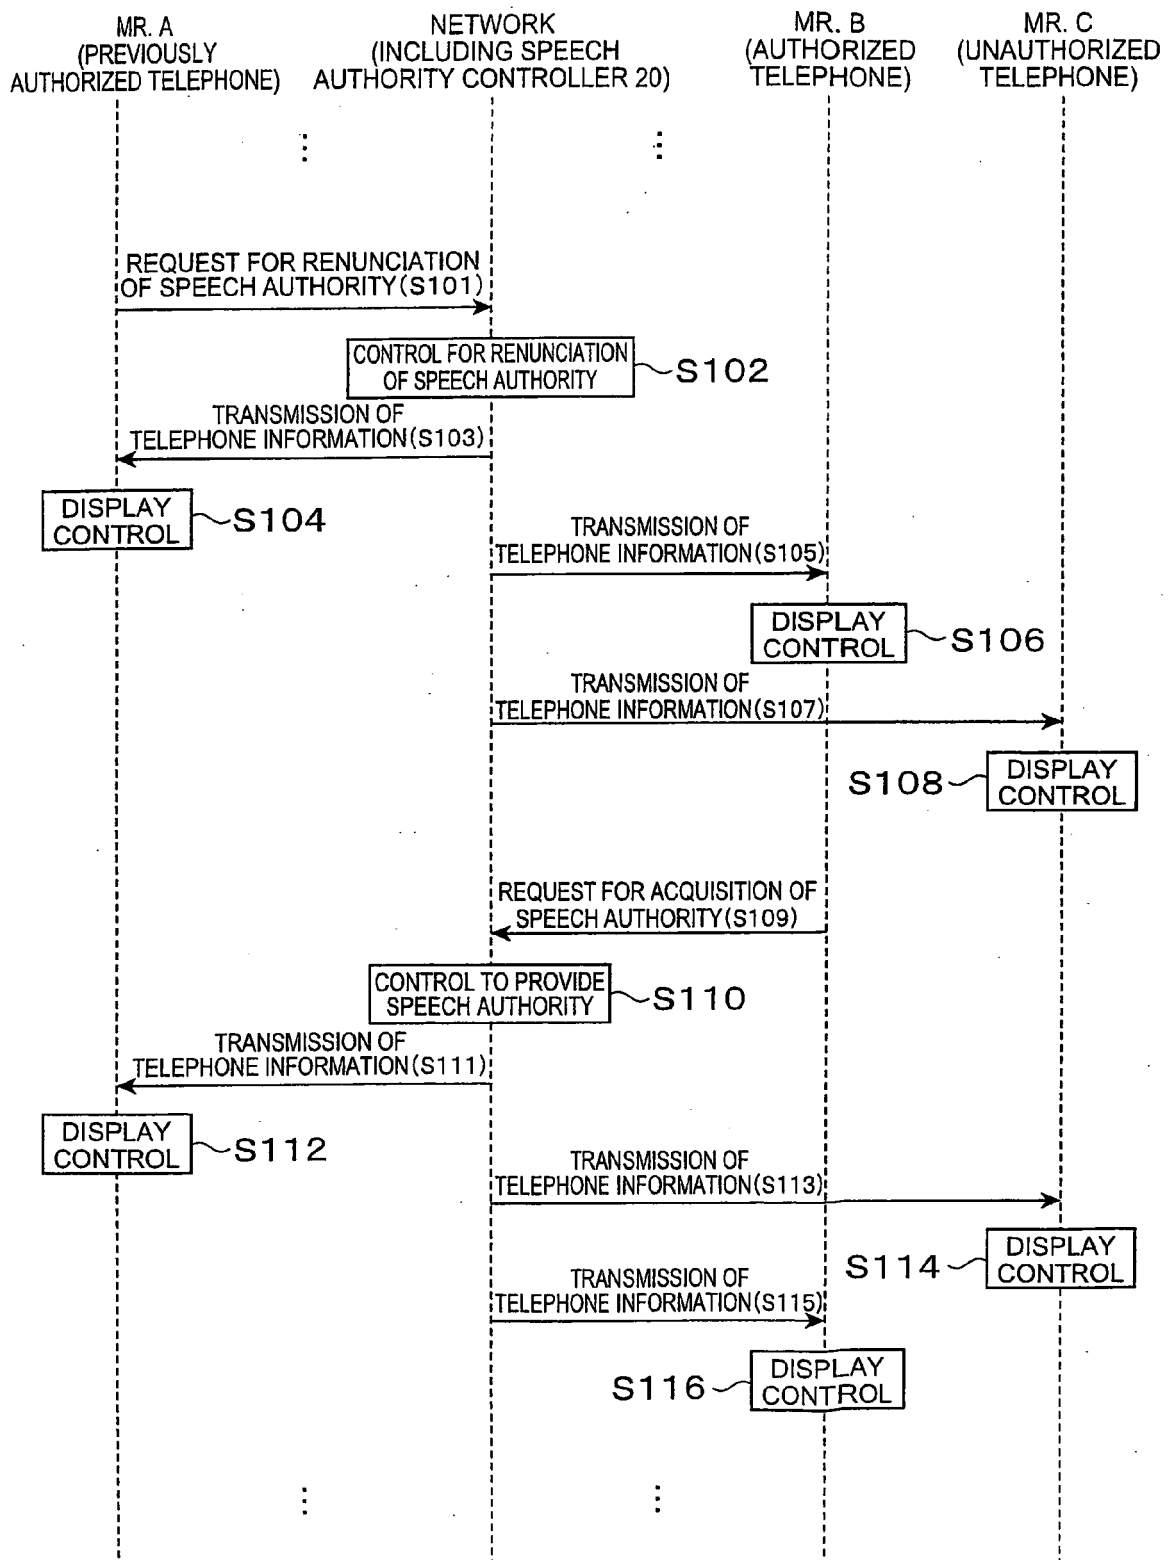 MR. A
(PREVIOUSLY
AUTHORIZED TELEPHONE)
NETWORK
(INCLUDING SPEECH
AUTHORITY CONTROLLER 20)
MR. B
(AUTHORIZED
TELEPHONE)
MR. C
(UNAUTHORIZED
TELEPHONE)
REQUEST FOR RENUNCIATION
OF SPEECH AUTHORITY(S101)
CONTROL FOR RENUNCIATION
OF SPEECH AUTHORITY
S102
TRANSMISSION OF
TELEPHONE INFORMATION(S103)
DISPLAY
CONTROL
S104
TRANSMISSION OF
TELEPHONE INFORMATION(S105)
DISPLAY
CONTROL
S106
TRANSMISSION OF
TELEPHONE INFORMATION(S107)
S108
DISPLAY
CONTROL
REQUEST FOR ACQUISITION OF
SPEECH AUTHORITY(S109)
CONTROL TO PROVIDE
SPEECH AUTHORITY
S110
TRANSMISSION OF
TELEPHONE INFORMATION(S111)
DISPLAY
CONTROL
S112
TRANSMISSION OF
TELEPHONE INFORMATION(S113)
S114
DISPLAY
CONTROL
TRANSMISSION OF
TELEPHONE INFORMATION(S115)
S116
DISPLAY
CONTROL